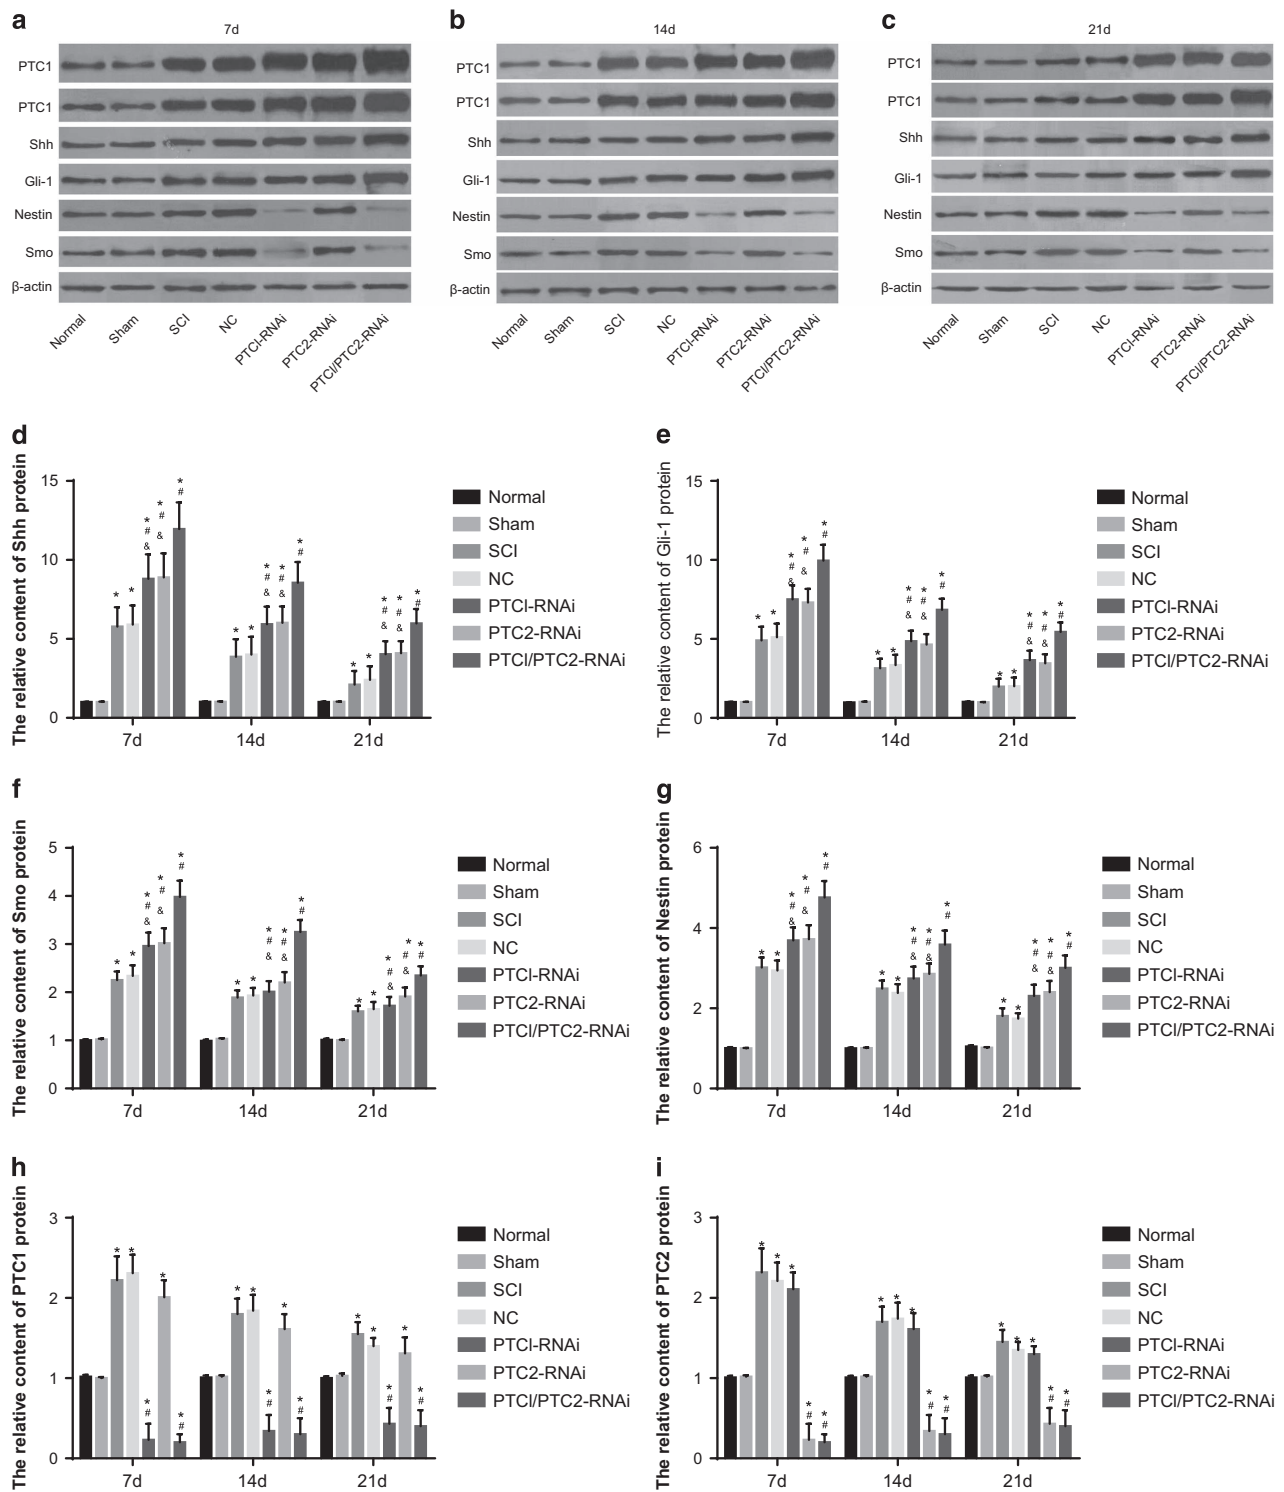 a
7d
PTC1
PTC1
Shh
Gli-1
Nestin
Smo
β-actin
Normal
Sham
SCI
NC
PTCl-RNAi
PTC2-RNAi
PTCl/PTC2-RNAi
b
14d
PTC1
PTC1
Shh
Gli-1
Nestin
Smo
β-actin
Normal
Sham
SCI
NC
PTCl-RNAi
PTC2-RNAi
PTCl/PTC2-RNAi
c
21d
PTC1
PTC1
Shh
Gli-1
Nestin
Smo
β-actin
Normal
Sham
SCI
NC
PTCl-RNAi
PTC2-RNAi
PTCl/PTC2-RNAi
d
The relative content of Shh protein
15
10
5
0
7d
14d
21d
Normal
Sham
SCI
NC
PTCl-RNAi
PTC2-RNAi
PTCl/PTC2-RNAi
e
The relative content of Gli-1 protein
15
10
5
0
7d
14d
21d
Normal
Sham
SCI
NC
PTCl-RNAi
PTC2-RNAi
PTCl/PTC2-RNAi
f
The relative content of Smo protein
5
4
3
2
1
0
7d
14d
21d
Normal
Sham
SCI
NC
PTCl-RNAi
PTC2-RNAi
PTCl/PTC2-RNAi
g
The relative content of Nestin protein
6
4
2
0
7d
14d
21d
Normal
Sham
SCI
NC
PTCl-RNAi
PTC2-RNAi
PTCl/PTC2-RNAi
h
The relative content of PTC1 protein
3
2
1
0
7d
14d
21d
Normal
Sham
SCI
NC
PTCl-RNAi
PTC2-RNAi
PTCl/PTC2-RNAi
i
The relative content of PTC2 protein
3
2
1
0
7d
14d
21d
Normal
Sham
SCI
NC
PTCl-RNAi
PTC2-RNAi
PTCl/PTC2-RNAi